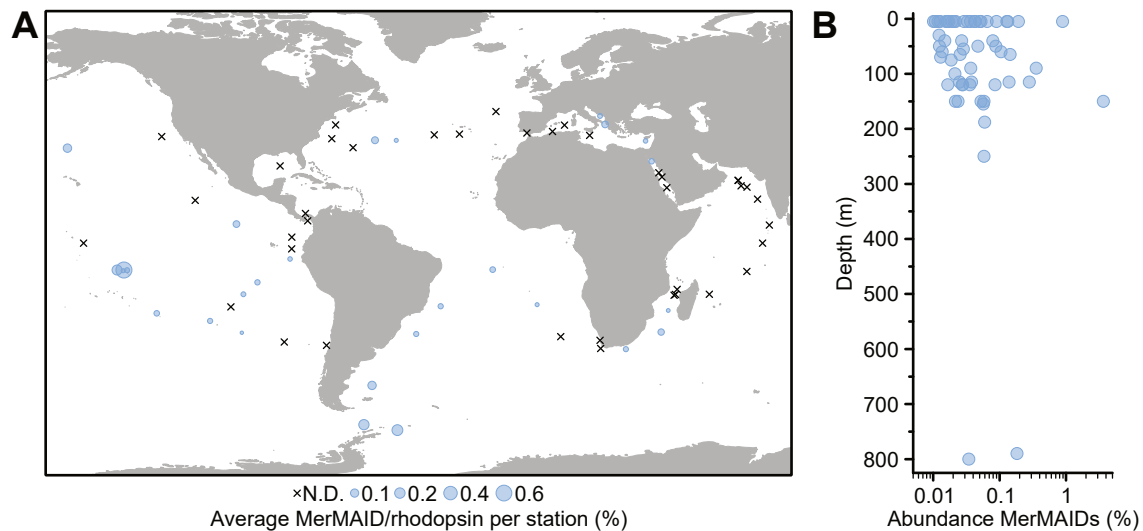 A
×N.D. 0.1 0.2 0.4 0.6
Average MerMAID/rhodopsin per station (%)
B
0
100
200
300
400
500
600
700
800
Depth (m)
0.01 0.1 1
Abundance MerMAIDs (%)